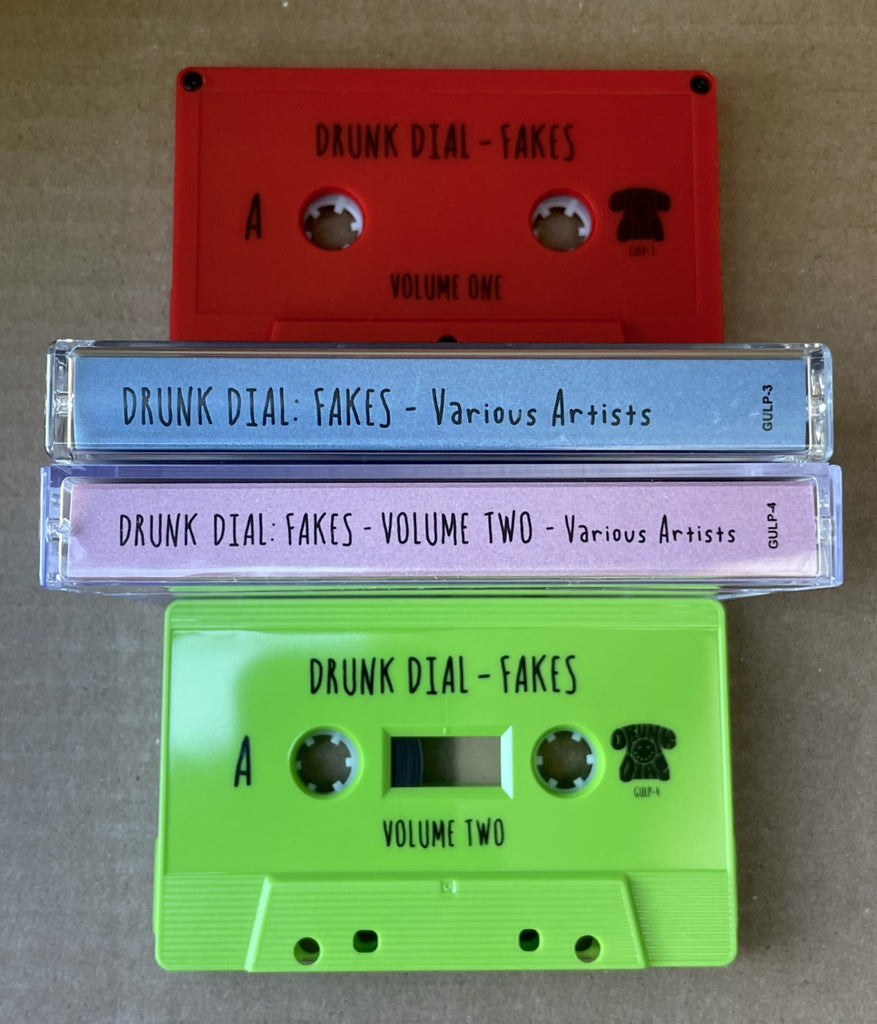 DRUNK DIAL - FAKES
A
GULP-3
VOLUME ONE
DRUNK DIAL: FAKES - Various Artists
GULP-3
DRUNK DIAL: FAKES - VOLUME TWO - Various Artists
GULP-4
DRUNK DIAL - FAKES
A
DRUNK
DIAL
GULP-4
VOLUME TWO